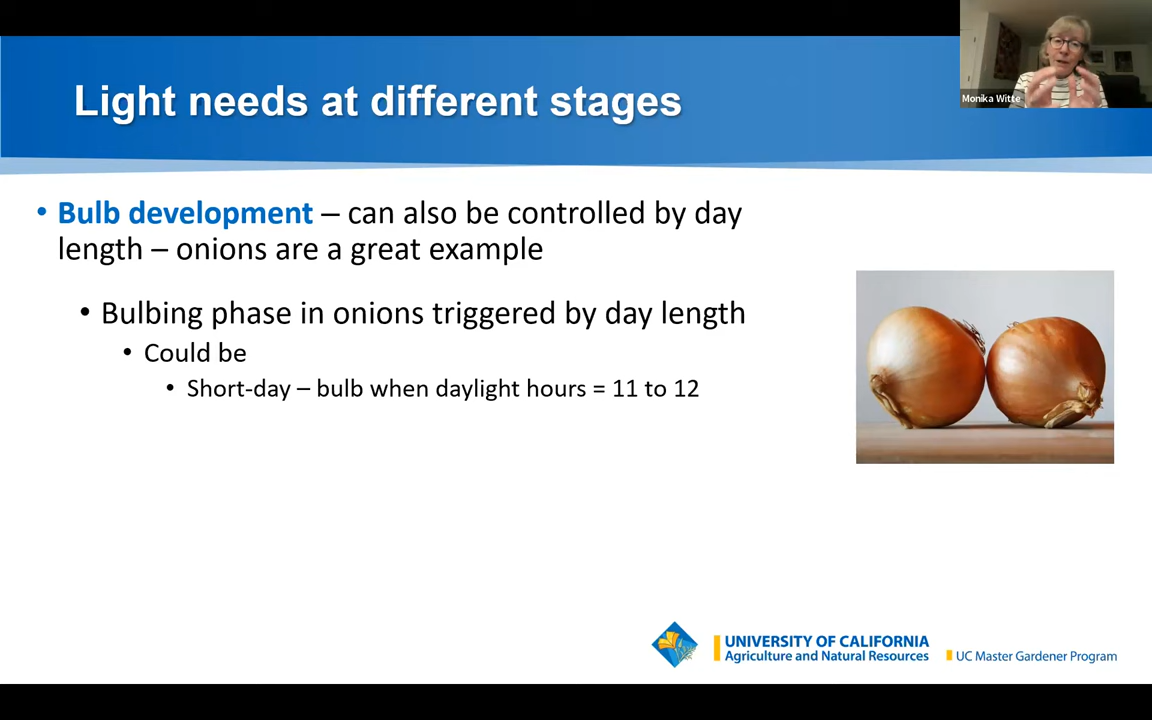 Light needs at different stages
Monika Witte
• Bulb development – can also be controlled by day
length – onions are a great example
• Bulbing phase in onions triggered by day length
• Could be
• Short-day – bulb when daylight hours = 11 to 12
UNIVERSITY OF CALIFORNIA
Agriculture and Natural Resources
UC Master Gardener Program